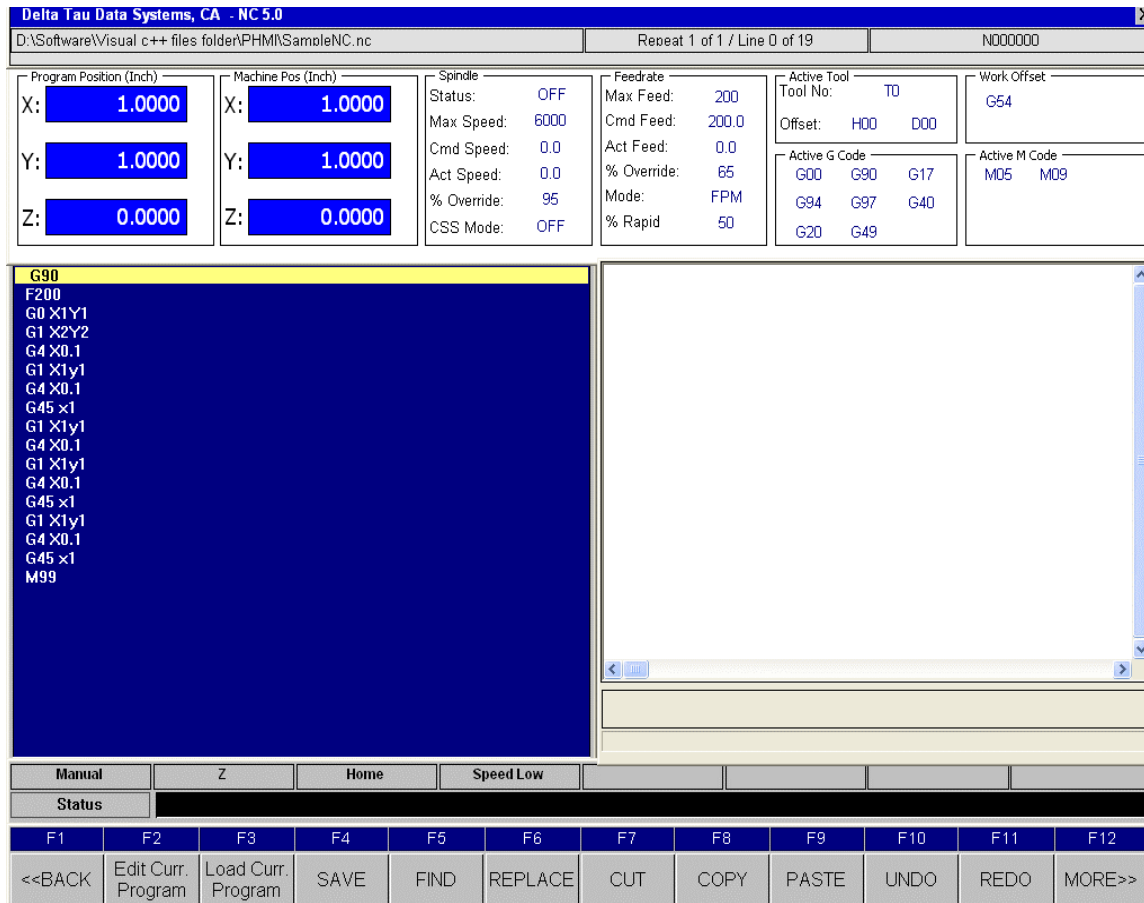 Delta Tau Data Systems, CA - NC 5.0
D:\Software\Visual c++ files folder\PHMI\SampleNC.nc
Repeat 1 of 1 / Line 0 of 19
N000000
Program Position (Inch)
X: 1.0000
Y: 1.0000
Z: 0.0000
Machine Pos (Inch)
X: 1.0000
Y: 1.0000
Z: 0.0000
Spindle
Status: OFF
Max Speed: 6000
Cmd Speed: 0.0
Act Speed: 0.0
% Override: 95
CSS Mode: OFF
Feedrate
Max Feed: 200
Cmd Feed: 200.0
Act Feed: 0.0
% Override: 65
Mode: FPM
% Rapid 50
Active Tool
Tool No: T0
Offset: H00 D00
Active G Code
G00 G90 G17
G94 G97 G40
G20 G49
Work Offset
G54
Active M Code
M05 M09
G90
F200
G0 X1Y1
G1 X2Y2
G4 X0.1
G1 X1y1
G4 X0.1
G45 x1
G1 X1y1
G4 X0.1
G1 X1y1
G4 X0.1
G45 x1
G1 X1y1
G4 X0.1
G45 x1
M99
Manual Z Home Speed Low
Status
F1 F2 F3 F4 F5 F6 F7 F8 F9 F10 F11 F12
<<BACK
Edit Curr.
Program
Load Curr.
Program
SAVE
FIND
REPLACE
CUT
COPY
PASTE
UNDO
REDO
MORE>>